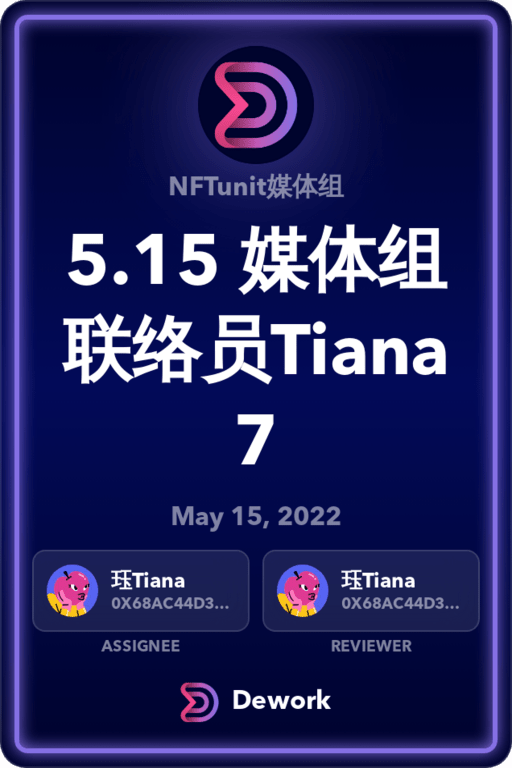 NFTunit媒体组
5.15 媒体组
联络员Tiana
7
May 15, 2022
珏Tiana
0X68AC44D3...
ASSIGNEE
珏Tiana
0X68AC44D3...
REVIEWER
Dework